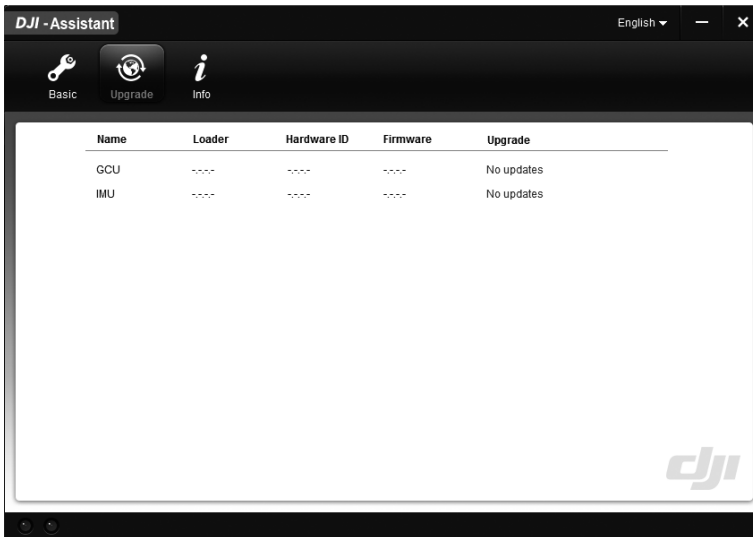 DJI - Assistant English
Basic Upgrade Info
Name Loader Hardware ID Firmware Upgrade
GCU -.-.-.- -.-.-.- -.-.-.- No updates
IMU -.-.-.- -.-.-.- -.-.-.- No updates
dji